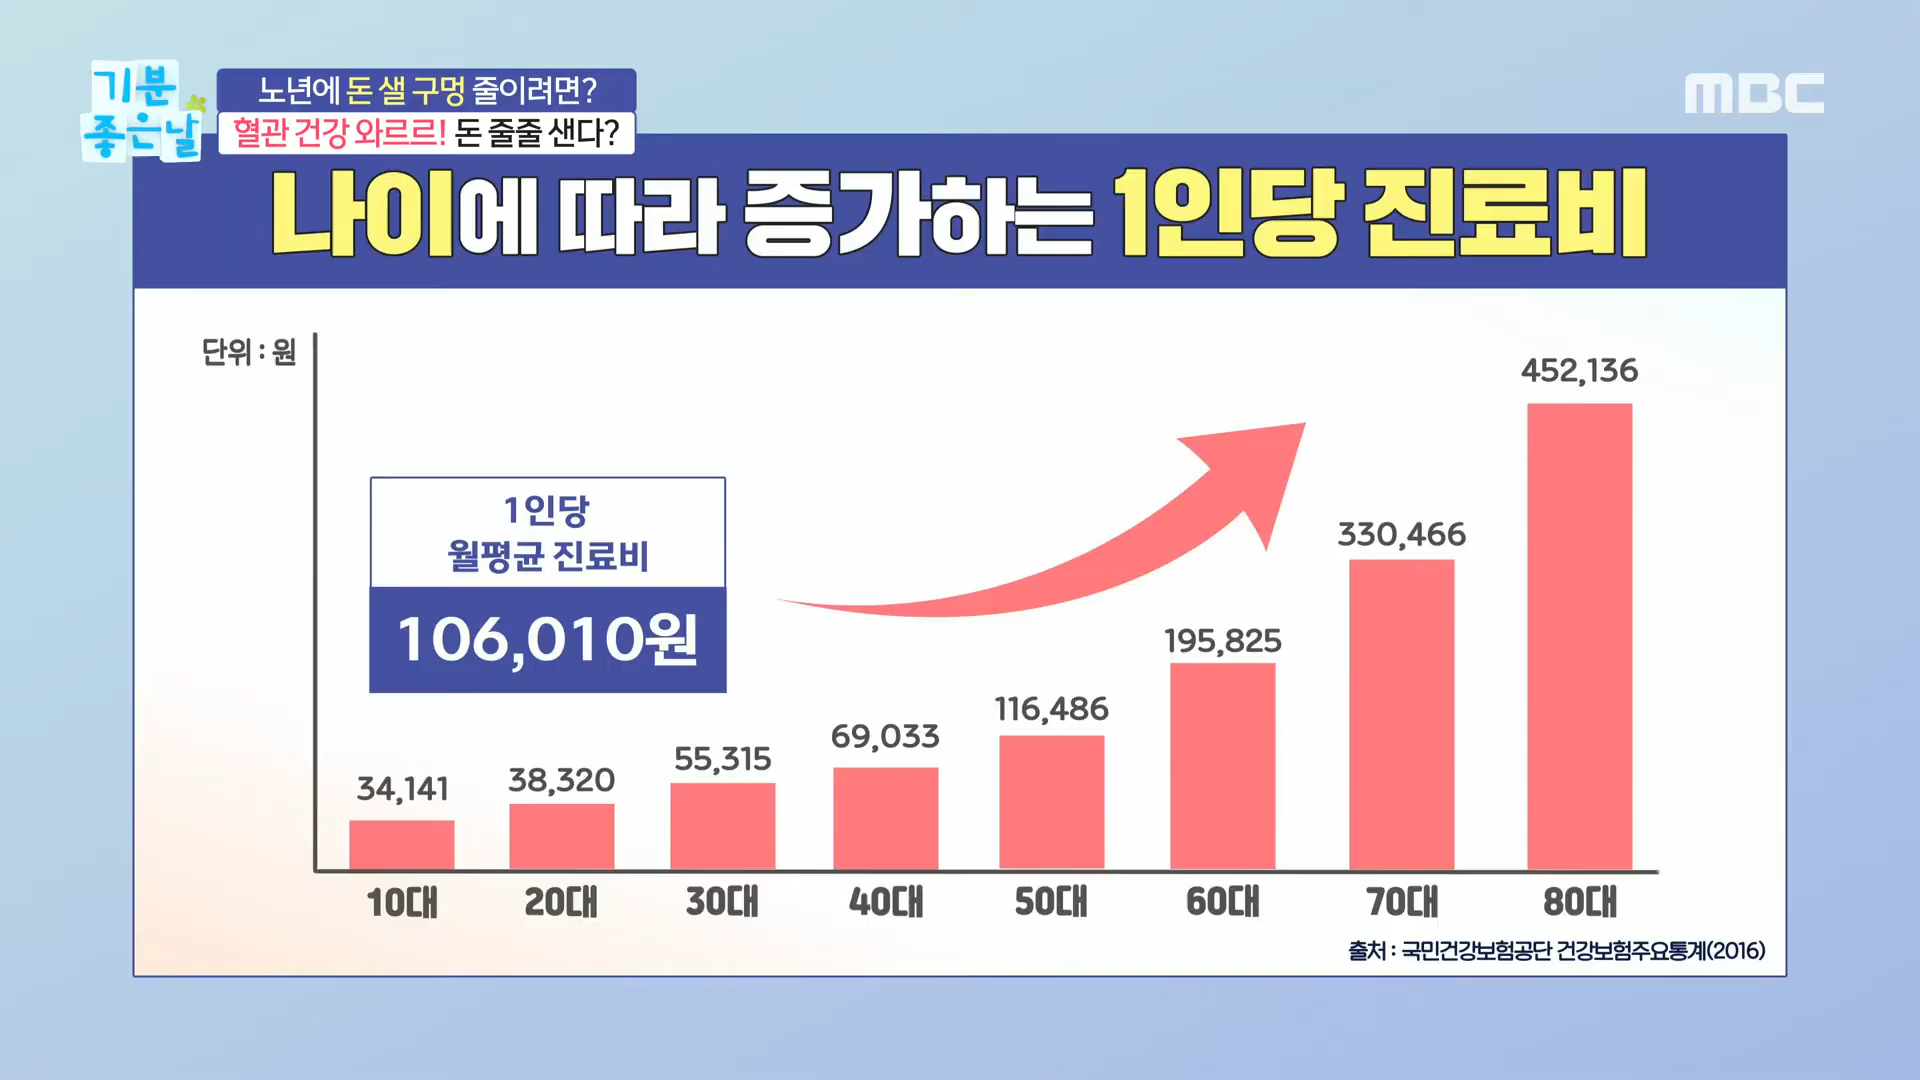 기분
좋은날
노년에 돈 샐 구멍 줄이려면?
혈관 건강 와르르! 돈 줄줄 샌다?
MBC
나이에 따라 증가하는 1인당 진료비
단위 : 원
1인당
월평균 진료비
106,010원
34,141
38,320
55,315
69,033
116,486
195,825
330,466
452,136
10대
20대
30대
40대
50대
60대
70대
80대
출처 : 국민건강보험공단 건강보험주요통계(2016)